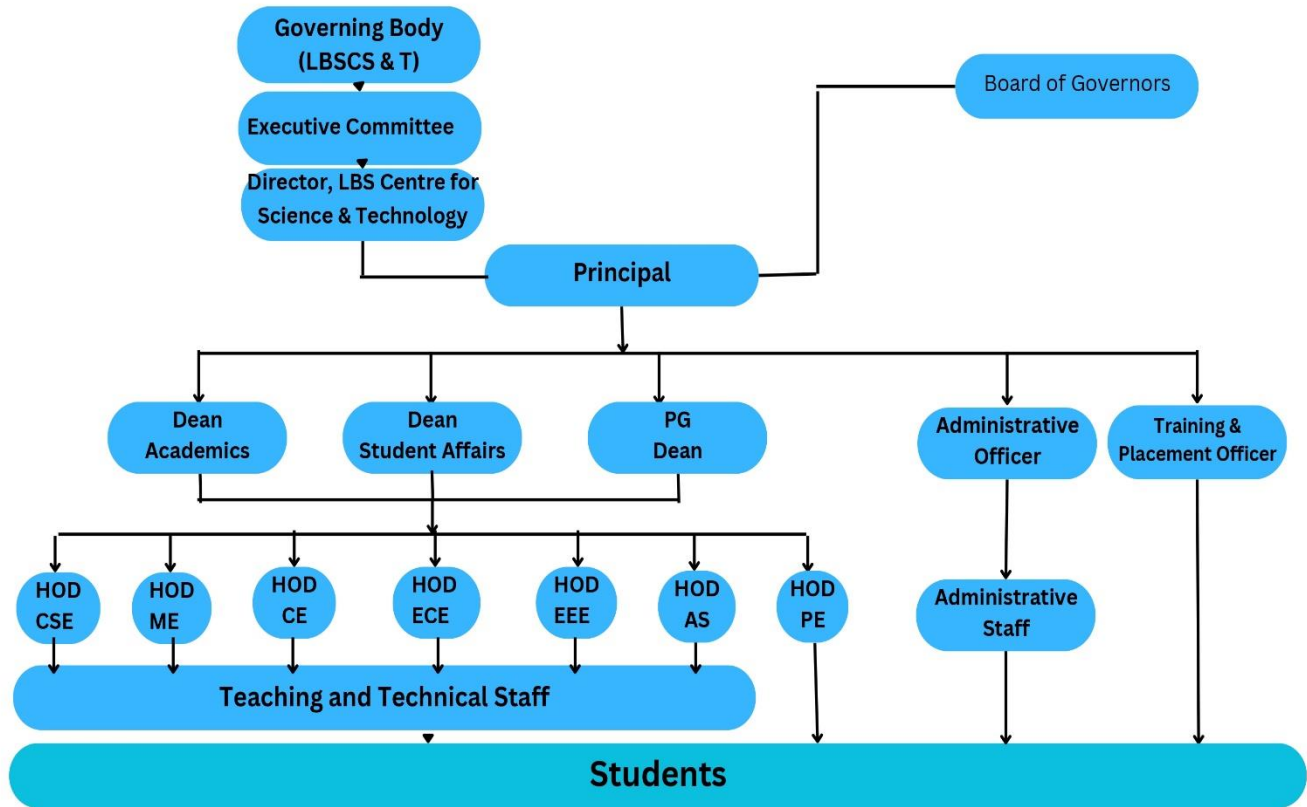 Governing Body
(LBSCS & T)
Board of Governors
Executive Committee
Director, LBS Centre for
Science & Technology
Principal
Dean
Academics
Dean
Student Affairs
PG
Dean
Administrative
Officer
Training &
Placement Officer
HOD
CSE
HOD
ME
HOD
CE
HOD
ECE
HOD
EEE
HOD
AS
HOD
PE
Administrative
Staff
Teaching and Technical Staff
Students